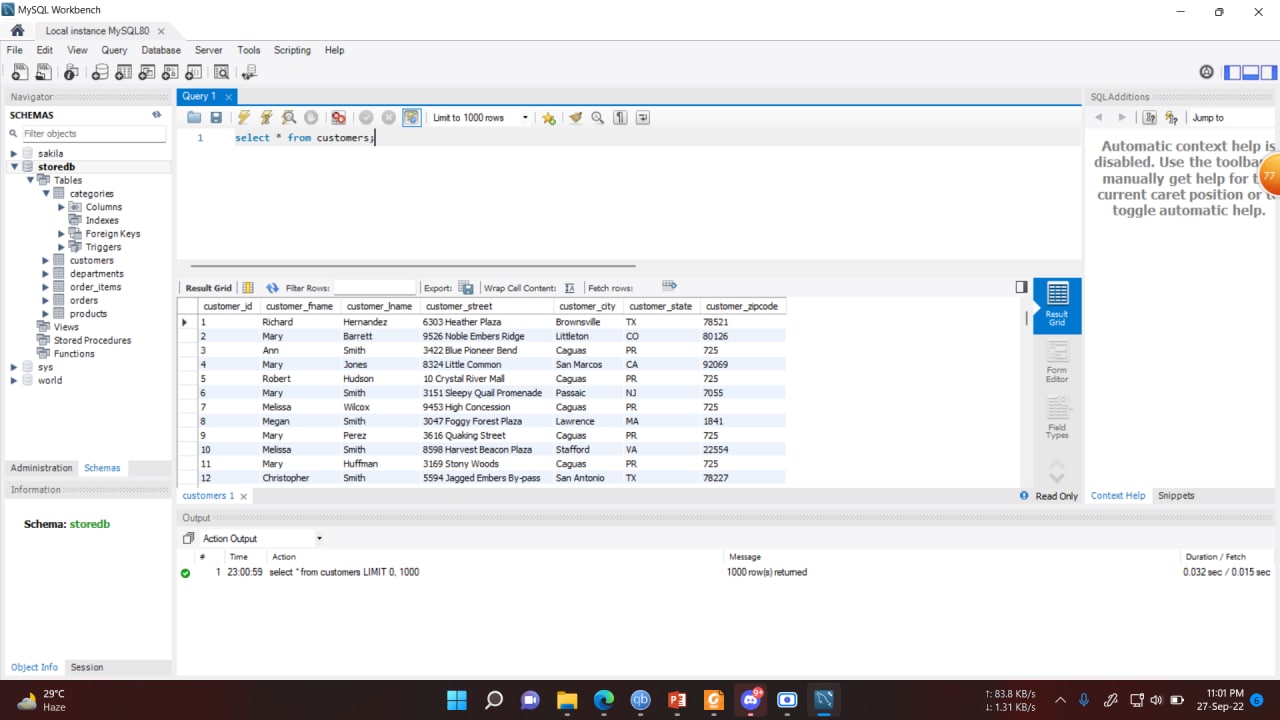 MySQL Workbench
Local instance MySQL80
File Edit View Query Database Server Tools Scripting Help
Navigator
SCHEMAS
Filter objects
sakila
storedb
Tables
categories
Columns
Indexes
Foreign Keys
Triggers
customers
departments
order_items
orders
products
Views
Stored Procedures
Functions
sys
world
Administration Schemas
Information
Schema: storedb
Object Info Session
Query 1
Limit to 1000 rows
1 select * from customers;
Result Grid Filter Rows: Export: Wrap Cell Content: Fetch rows:
customer_id customer_fname customer_lname customer_street customer_city customer_state customer_zipcode
1 Richard Hernandez 6303 Heather Plaza Brownsville TX 78521
2 Mary Barrett 9526 Noble Embers Ridge Littleton CO 80126
3 Ann Smith 3422 Blue Pioneer Bend Caguas PR 725
4 Mary Jones 8324 Little Common San Marcos CA 92069
5 Robert Hudson 10 Crystal River Mall Caguas PR 725
6 Mary Smith 3151 Sleepy Quail Promenade Passaic NJ 7055
7 Melissa Wilcox 9453 High Concession Caguas PR 725
8 Megan Smith 3047 Foggy Forest Plaza Lawrence MA 1841
9 Mary Perez 3616 Quaking Street Caguas PR 725
10 Melissa Smith 8598 Harvest Beacon Plaza Stafford VA 22554
11 Mary Huffman 3169 Stony Woods Caguas PR 725
12 Christopher Smith 5594 Jagged Embers By-pass San Antonio TX 78227
Result
Grid
Form
Editor
Field
Types
customers 1
Read Only
Output
Action Output
# Time Action Message Duration / Fetch
1 23:00:59 select * from customers LIMIT 0, 1000 1000 row(s) returned 0.032 sec / 0.015 sec
SQLAdditions
Jump to
Automatic context help is
disabled. Use the
manually get help for
current caret position or
toggle automatic help.
77
Context Help Snippets
29°C
Haze
↑: 83.8 KB/s
↓: 1.31 KB/s
11:01 PM
27-Sep-22
6